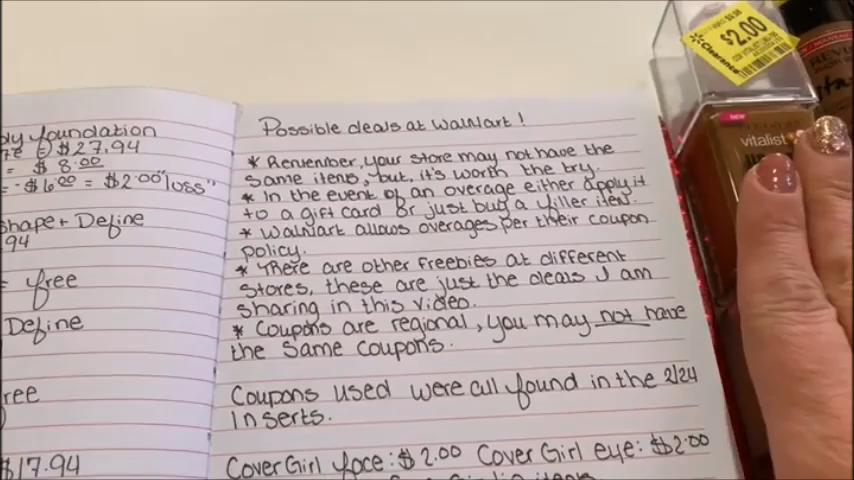 foundation
$27.94
= $8.00
= -$6.00 = $2.00 "loss"
Shape + Define
.94
= free
Define
ree
$17.94
Possible deals at Walmart!
* Remember, your store may not have the
same items, but, it's worth the try.
* In the event of an overage either apply it
to a gift card or just buy a filler item.
* Walmart allows overages per their coupon
policy.
* There are other freebies at different
stores, these are just the deals I am
sharing in this video.
* Coupons are regional, you may not have
the same coupons.
Coupons used were all found in the 2/24
Inserts.
CoverGirl face: $2.00 CoverGirl eye: $2.00
Clearance
$2.00
NEW
vitalist